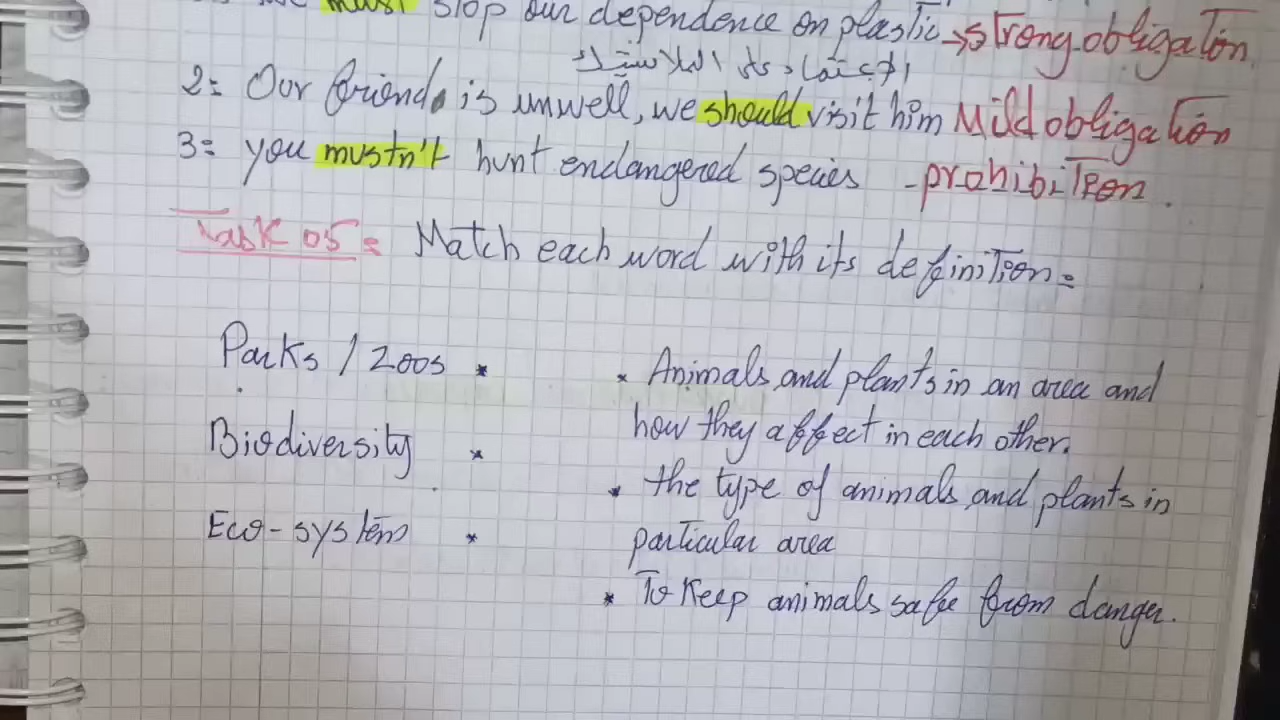 must stop our dependence on plastic → strong obligation
الاعتماد على البلاستيك
2: Our friend is unwell, we should visit him Mild obligation
3: you mustn't hunt endangered species - prohibition.
Task 05: Match each word with its definition:
Parks / Zoos * * Animals and plants in an area and
how they affect in each other.
Biodiversity *
* the type of animals and plants in
Eco-system * particular area
* To Keep animals safe from danger.